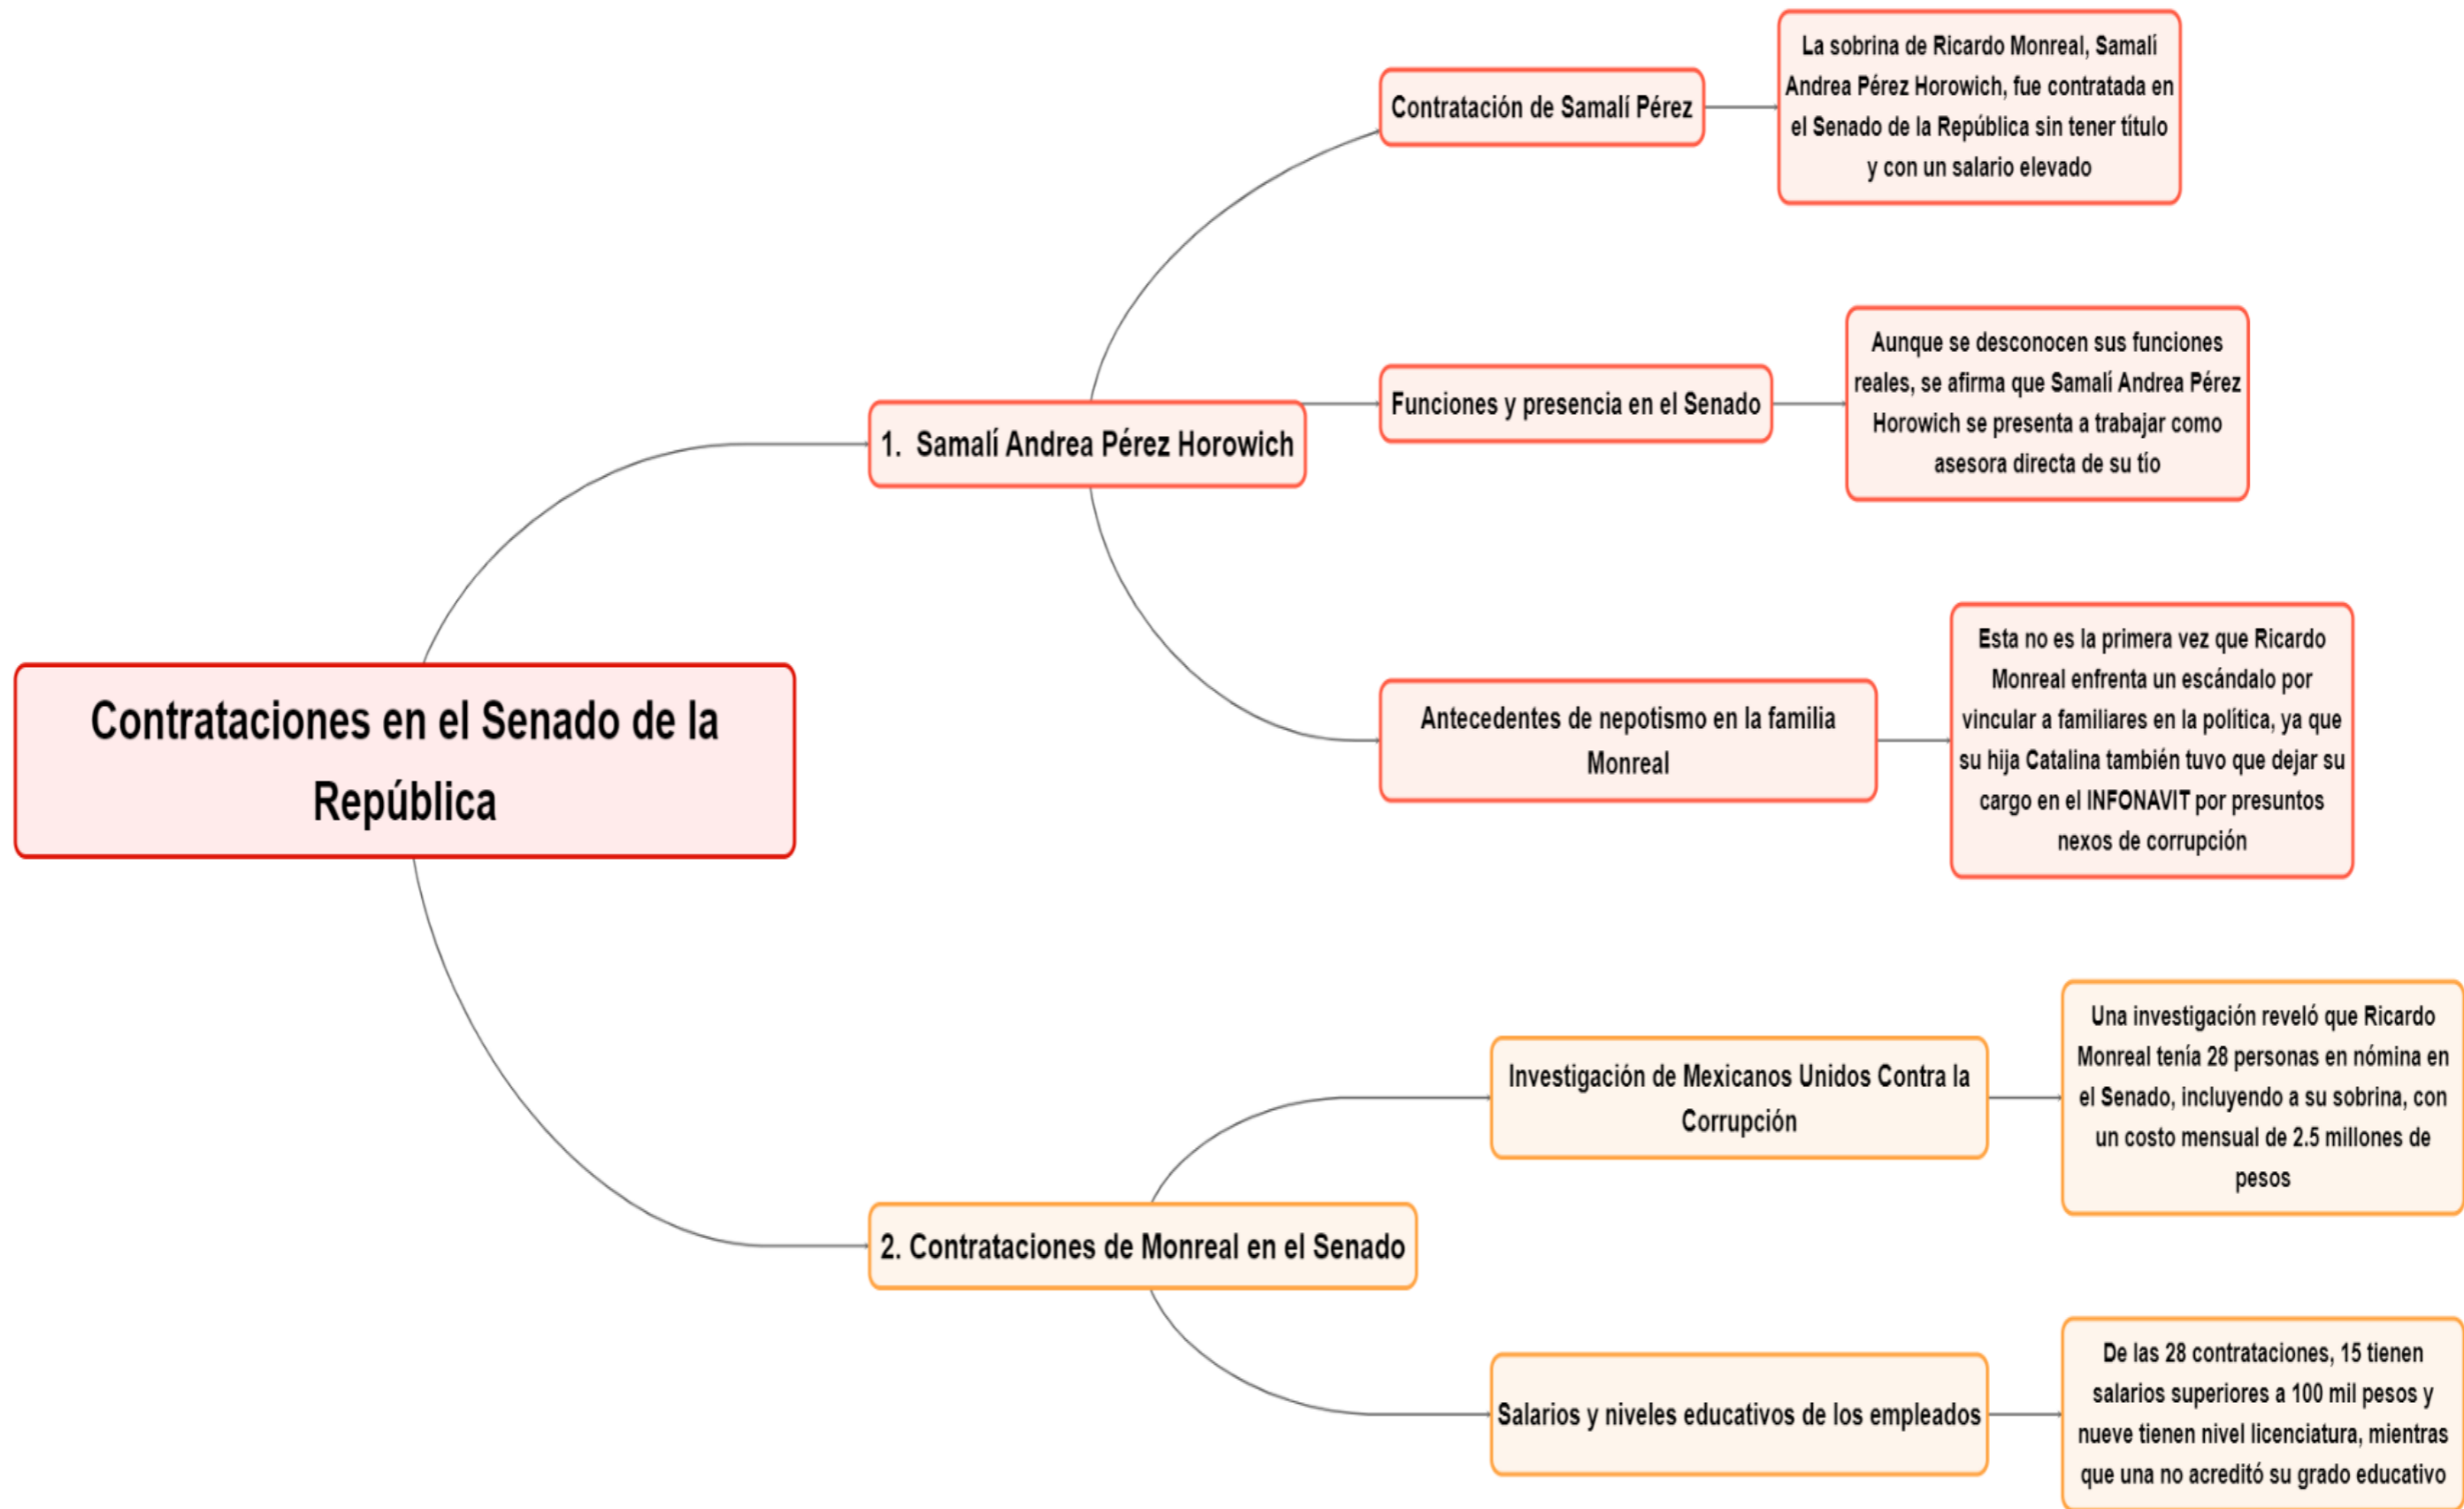 Contrataciones en el Senado de la
República
1.  Samalí Andrea Pérez Horowich
Contratación de Samalí Pérez
La sobrina de Ricardo Monreal, Samalí
Andrea Pérez Horowich, fue contratada en
el Senado de la República sin tener título
y con un salario elevado
Funciones y presencia en el Senado
Aunque se desconocen sus funciones
reales, se afirma que Samalí Andrea Pérez
Horowich se presenta a trabajar como
asesora directa de su tío
Antecedentes de nepotismo en la familia
Monreal
Esta no es la primera vez que Ricardo
Monreal enfrenta un escándalo por
vincular a familiares en la política, ya que
su hija Catalina también tuvo que dejar su
cargo en el INFONAVIT por presuntos
nexos de corrupción
2. Contrataciones de Monreal en el Senado
Investigación de Mexicanos Unidos Contra la
Corrupción
Una investigación reveló que Ricardo
Monreal tenía 28 personas en nómina en
el Senado, incluyendo a su sobrina, con
un costo mensual de 2.5 millones de
pesos
Salarios y niveles educativos de los empleados
De las 28 contrataciones, 15 tienen
salarios superiores a 100 mil pesos y
nueve tienen nivel licenciatura, mientras
que una no acreditó su grado educativo